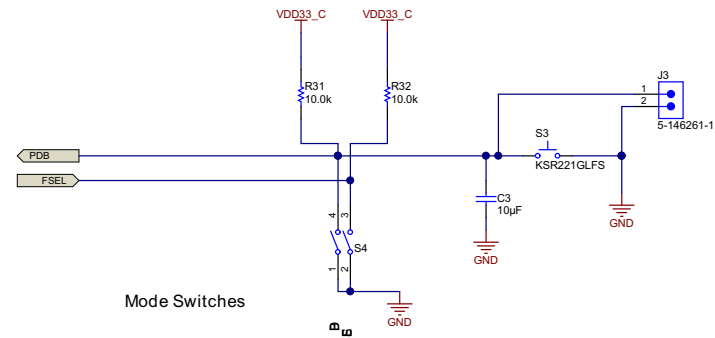 VDD33_C VDD33_C
R31
10.0k
R32
10.0k
J3
1
2
5-146261-1
S3
KSR221GLFS
PDB
FSEL
C3
10µF
4 3
S4
1 2
GND
GND
GND
Mode Switches